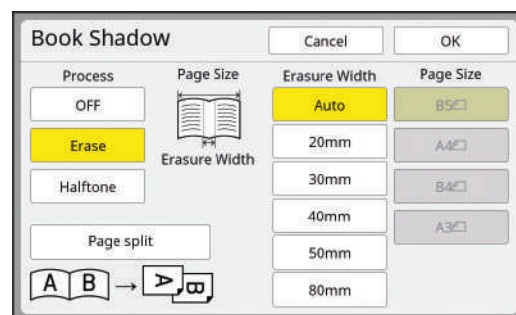 Book Shadow
Cancel
OK
Process
Page Size
Erasure Width
Page Size
OFF
Erase
Halftone
Erasure Width
Auto
20mm
30mm
40mm
50mm
80mm
B5
A4
B4
A3
Page split
A B → A B